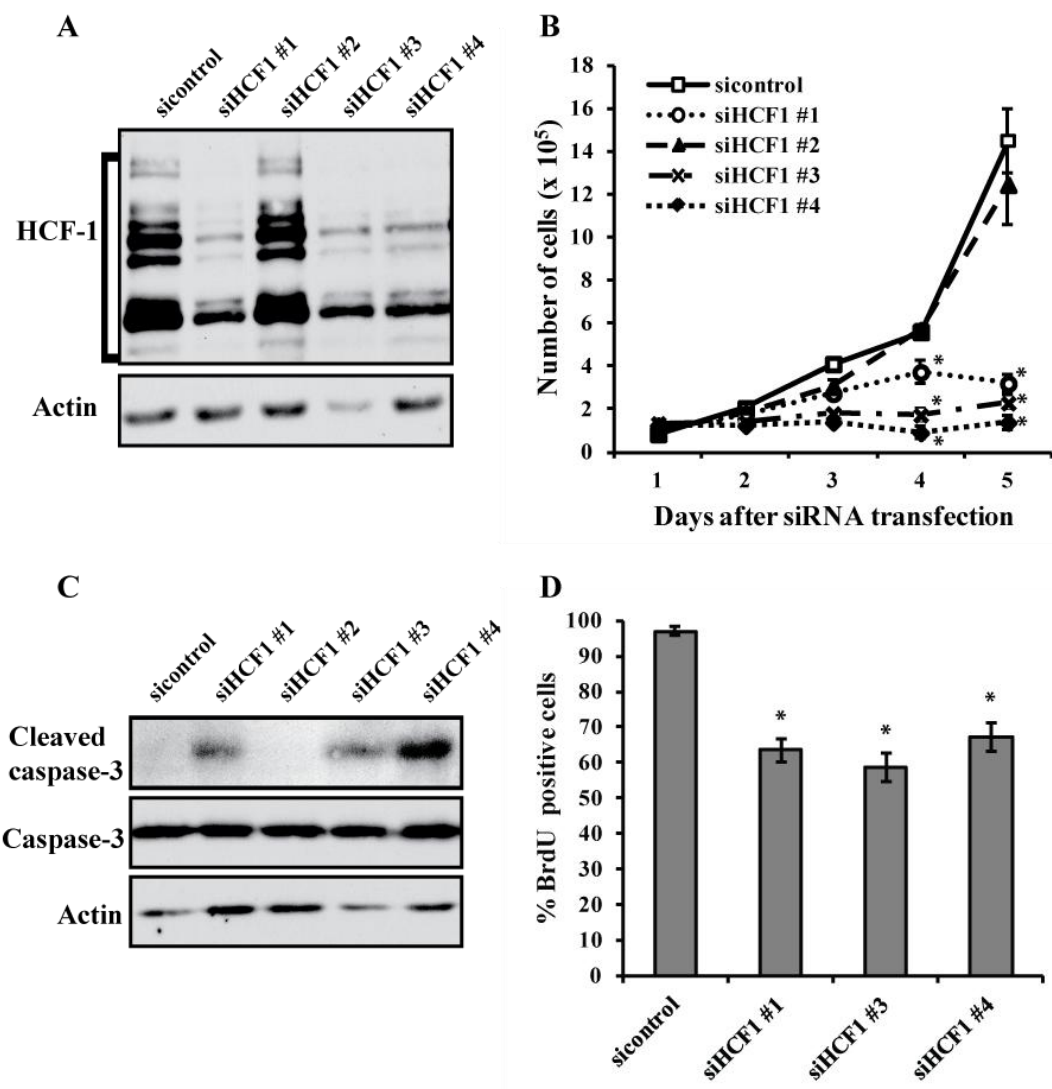 A
sicontrol
siHCF1 #1
siHCF1 #2
siHCF1 #3
siHCF1 #4
HCF-1
Actin
B
Number of cells (x 10⁵)
18
16
14
12
10
8
6
4
2
0
sicontrol
siHCF1 #1
siHCF1 #2
siHCF1 #3
siHCF1 #4
*
*
*
*
*
*
1 2 3 4 5
Days after siRNA transfection
C
sicontrol
siHCF1 #1
siHCF1 #2
siHCF1 #3
siHCF1 #4
Cleaved
caspase-3
Caspase-3
Actin
D
% BrdU positive cells
100
90
80
70
60
50
40
30
20
10
0
*
*
*
sicontrol
siHCF1 #1
siHCF1 #3
siHCF1 #4